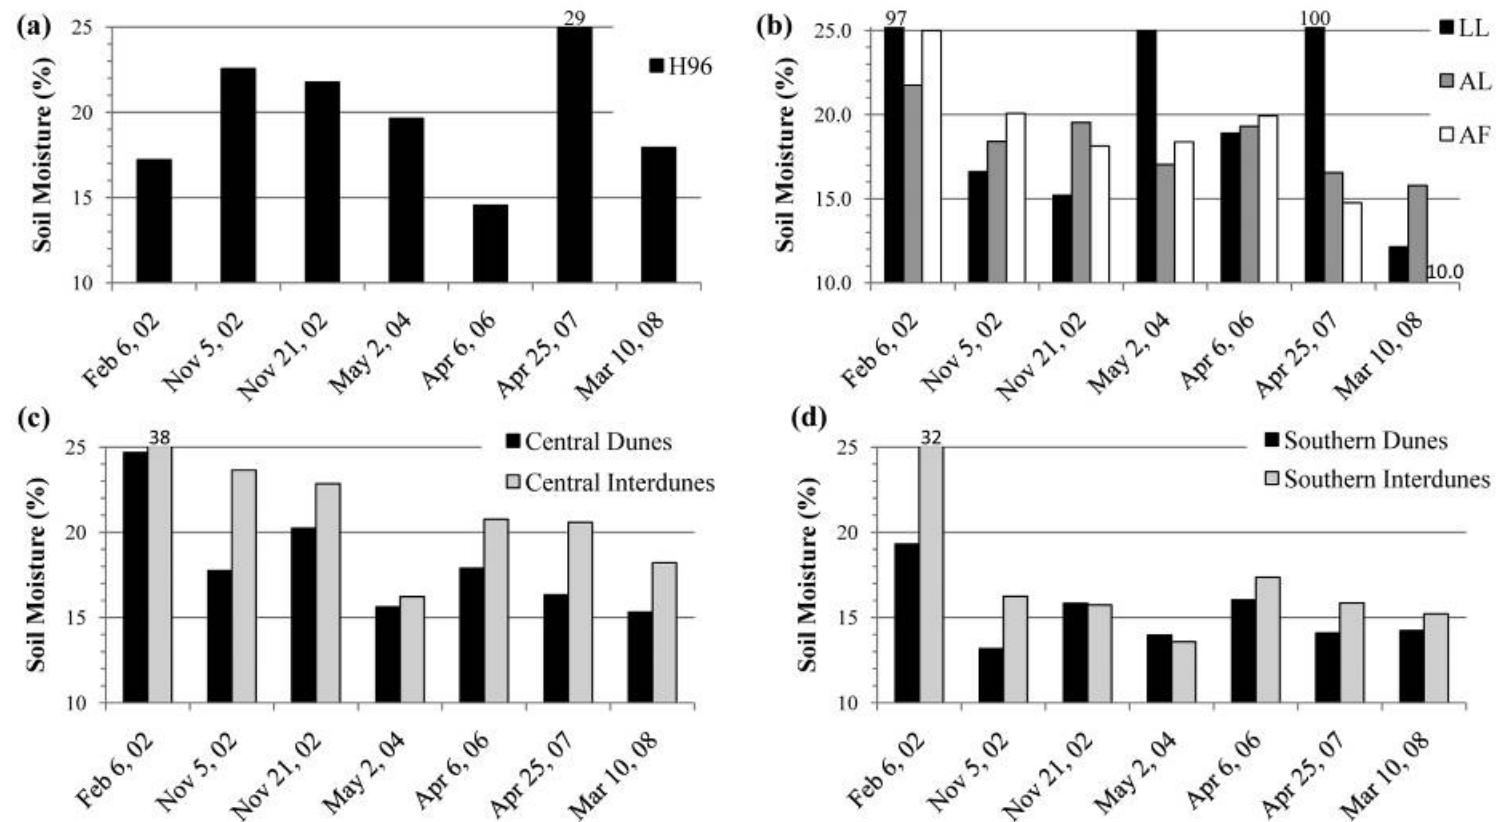 (a)
29
25
20
15
10
Soil Moisture (%)
H96
Feb 6, 02
Nov 5, 02
Nov 21, 02
May 2, 04
Apr 6, 06
Apr 25, 07
Mar 10, 08
(b)
97
100
25.0
20.0
15.0
10.0
10.0
Soil Moisture (%)
LL
AL
AF
Feb 6, 02
Nov 5, 02
Nov 21, 02
May 2, 04
Apr 6, 06
Apr 25, 07
Mar 10, 08
(c)
38
25
20
15
10
Soil Moisture (%)
Central Dunes
Central Interdunes
Feb 6, 02
Nov 5, 02
Nov 21, 02
May 2, 04
Apr 6, 06
Apr 25, 07
Mar 10, 08
(d)
32
25
20
15
10
Soil Moisture (%)
Southern Dunes
Southern Interdunes
Feb 6, 02
Nov 5, 02
Nov 21, 02
May 2, 04
Apr 6, 06
Apr 25, 07
Mar 10, 08